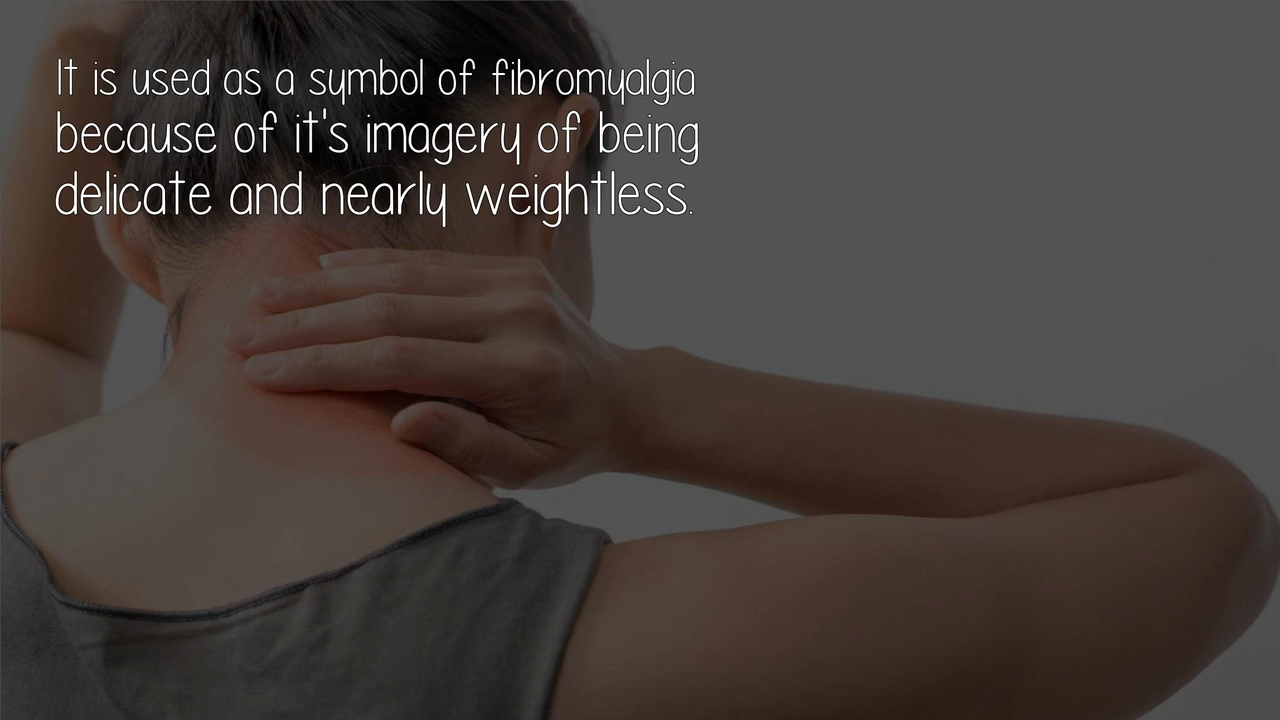 It is used as a symbol of fibromyalgia
because of it's imagery of being
delicate and nearly weightless.